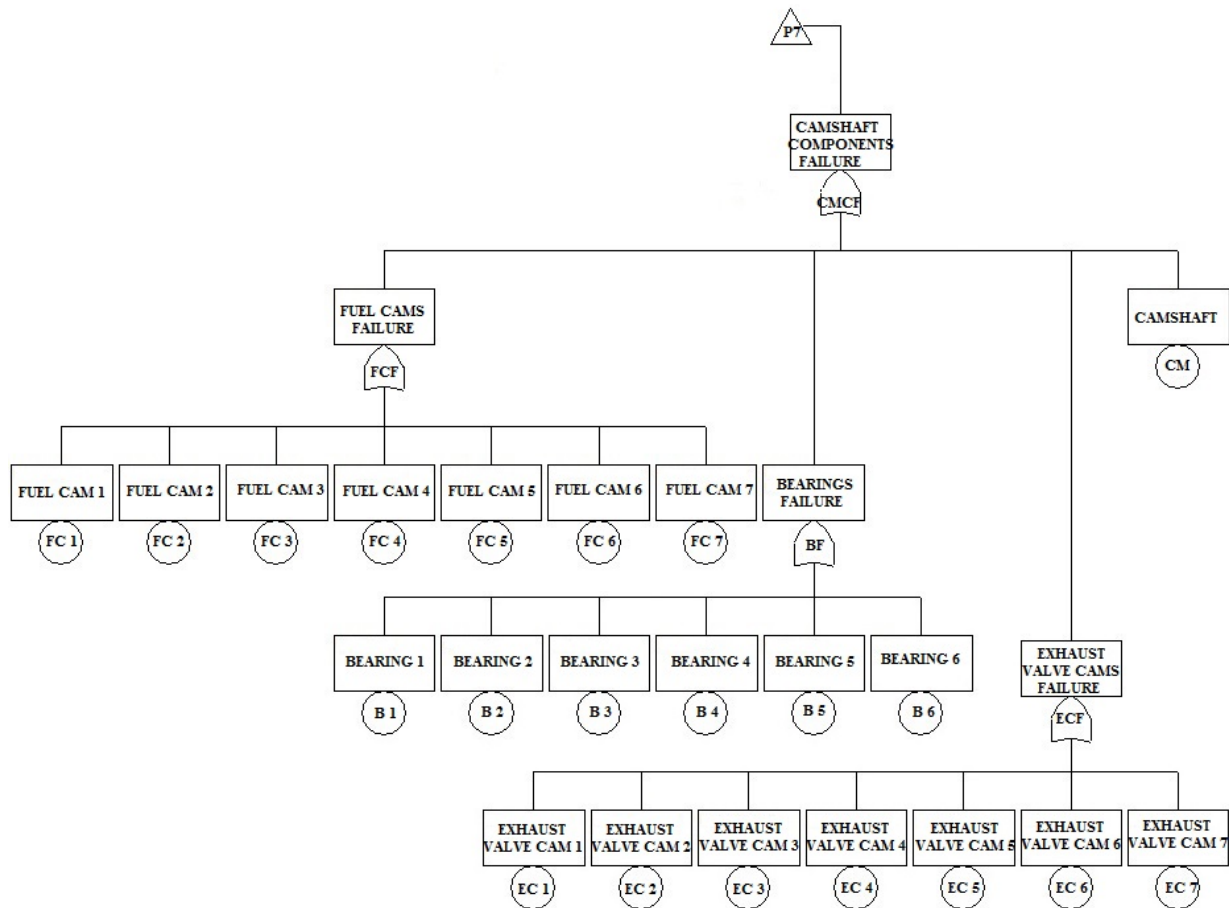 P7
CAMSHAFT
COMPONENTS
FAILURE
CMCF
FUEL CAMS
FAILURE
FCF
CAMSHAFT
CM
FUEL CAM 1
FUEL CAM 2
FUEL CAM 3
FUEL CAM 4
FUEL CAM 5
FUEL CAM 6
FUEL CAM 7
FC 1
FC 2
FC 3
FC 4
FC 5
FC 6
FC 7
BEARINGS
FAILURE
BF
BEARING 1
BEARING 2
BEARING 3
BEARING 4
BEARING 5
BEARING 6
B 1
B 2
B 3
B 4
B 5
B 6
EXHAUST
VALVE CAMS
FAILURE
ECF
EXHAUST
VALVE CAM 1
EXHAUST
VALVE CAM 2
EXHAUST
VALVE CAM 3
EXHAUST
VALVE CAM 4
EXHAUST
VALVE CAM 5
EXHAUST
VALVE CAM 6
EXHAUST
VALVE CAM 7
EC 1
EC 2
EC 3
EC 4
EC 5
EC 6
EC 7